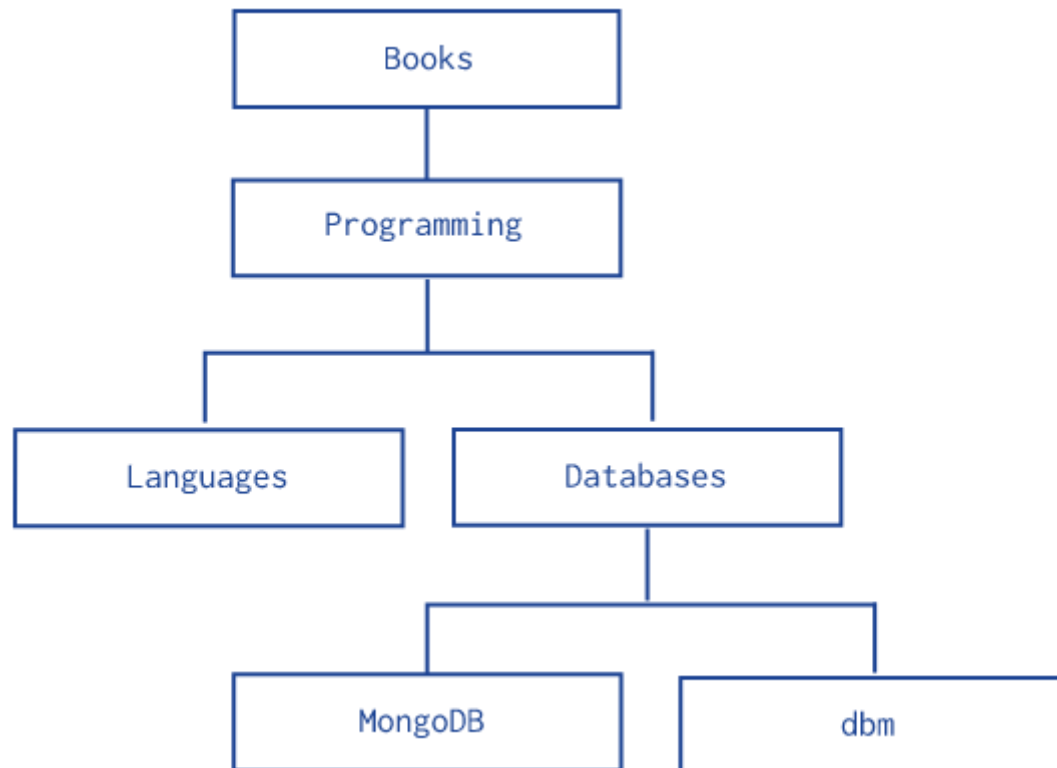 Books
Programming
Languages
Databases
MongoDB
dbm